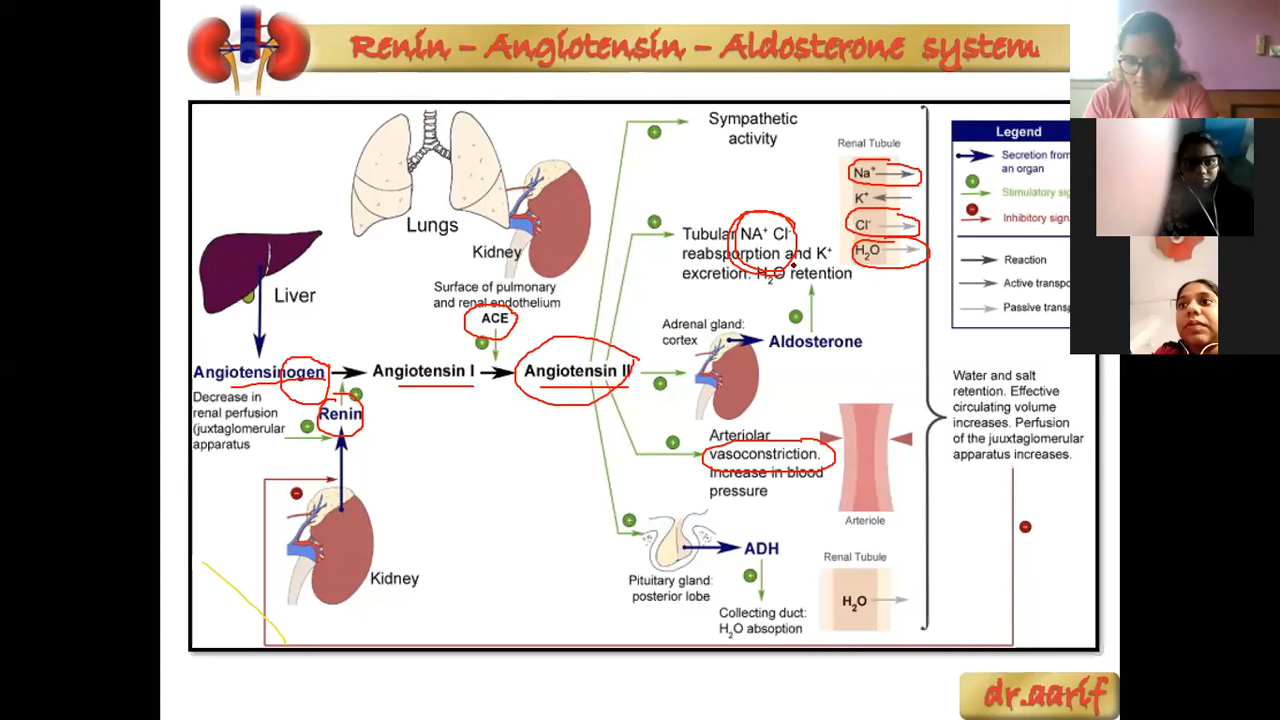 Renin - Angiotensin - Aldosterone system
Sympathetic
activity
Renal Tubule
Na+
K+
Cl-
H2O
Legend
Secretion from
an organ
Stimulatory sig
Inhibitory sign
Reaction
Active transpo
Passive transp
Lungs
Kidney
Tubular NA+ Cl-
reabsporption and K+
excretion. H2O retention
Liver
Surface of pulmonary
and renal endothelium
ACE
Adrenal gland:
cortex
Aldosterone
Angiotensinogen
Angiotensin I
Angiotensin II
Decrease in
renal perfusion
(juxtaglomerular
apparatus
Renin
Water and salt
retention. Effective
circulating volume
increases. Perfusion
of the juuxtaglomerular
apparatus increases.
Arteriolar
vasoconstriction.
Increase in blood
pressure
Arteriole
Kidney
Pituitary gland:
posterior lobe
ADH
Renal Tubule
H2O
Collecting duct:
H2O absoption
dr.aarif